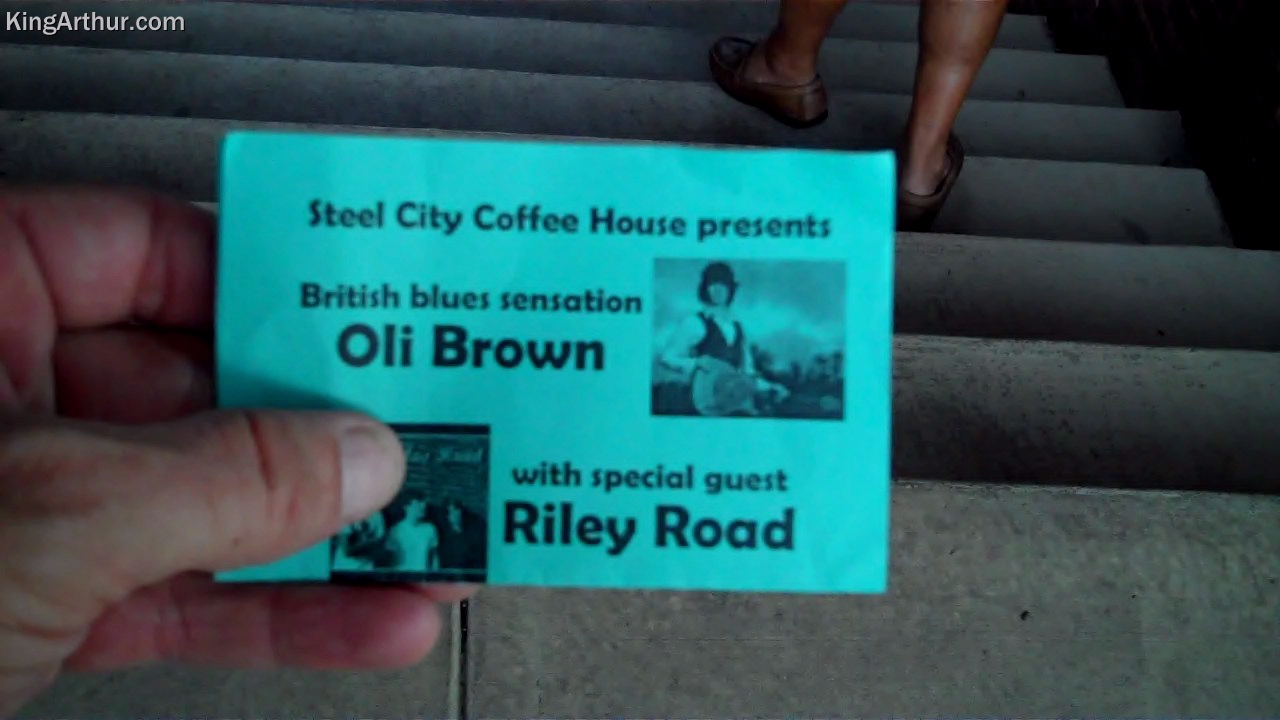 KingArthur.com
Steel City Coffee House presents
British blues sensation
Oli Brown
with special guest
Riley Road